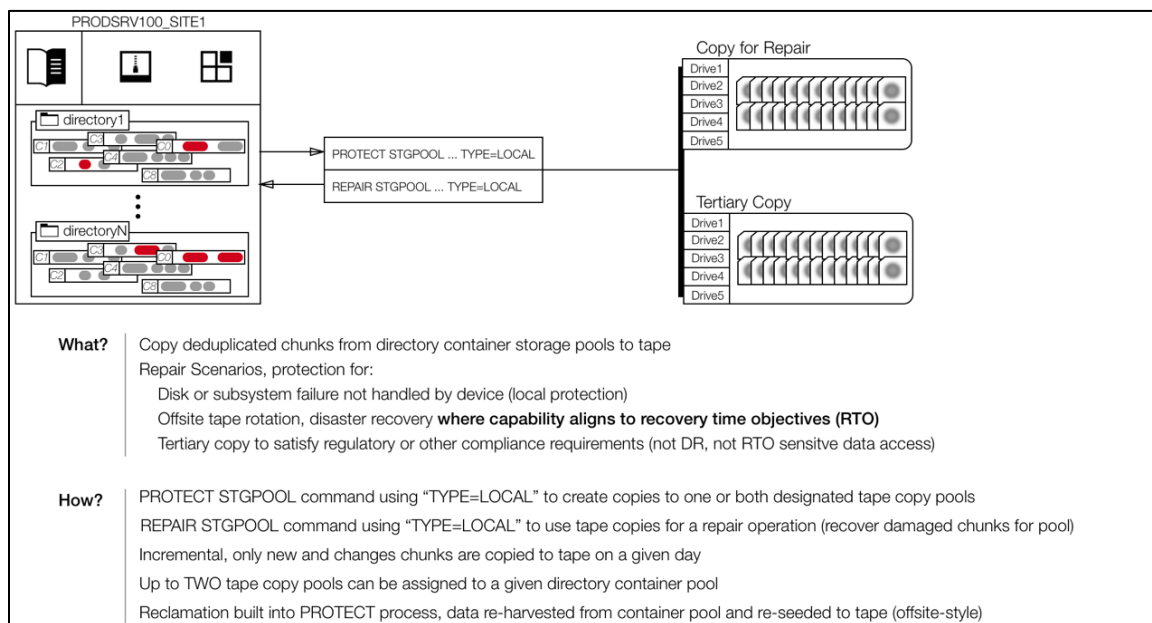 PRODSRV100_SITE1
directory1
C3
C1
C0
C4
C2
C8
directoryN
C3
C1
C0
C4
C2
C8
PROTECT STGPOOL ... TYPE=LOCAL
REPAIR STGPOOL ... TYPE=LOCAL
Copy for Repair
Drive1
Drive2
Drive3
Drive4
Drive5
Tertiary Copy
Drive1
Drive2
Drive3
Drive4
Drive5
What?
Copy deduplicated chunks from directory container storage pools to tape
Repair Scenarios, protection for:
Disk or subsystem failure not handled by device (local protection)
Offsite tape rotation, disaster recovery where capability aligns to recovery time objectives (RTO)
Tertiary copy to satisfy regulatory or other compliance requirements (not DR, not RTO sensitve data access)
How?
PROTECT STGPOOL command using “TYPE=LOCAL” to create copies to one or both designated tape copy pools
REPAIR STGPOOL command using “TYPE=LOCAL” to use tape copies for a repair operation (recover damaged chunks for pool)
Incremental, only new and changes chunks are copied to tape on a given day
Up to TWO tape copy pools can be assigned to a given directory container pool
Reclamation built into PROTECT process, data re-harvested from container pool and re-seeded to tape (offsite-style)